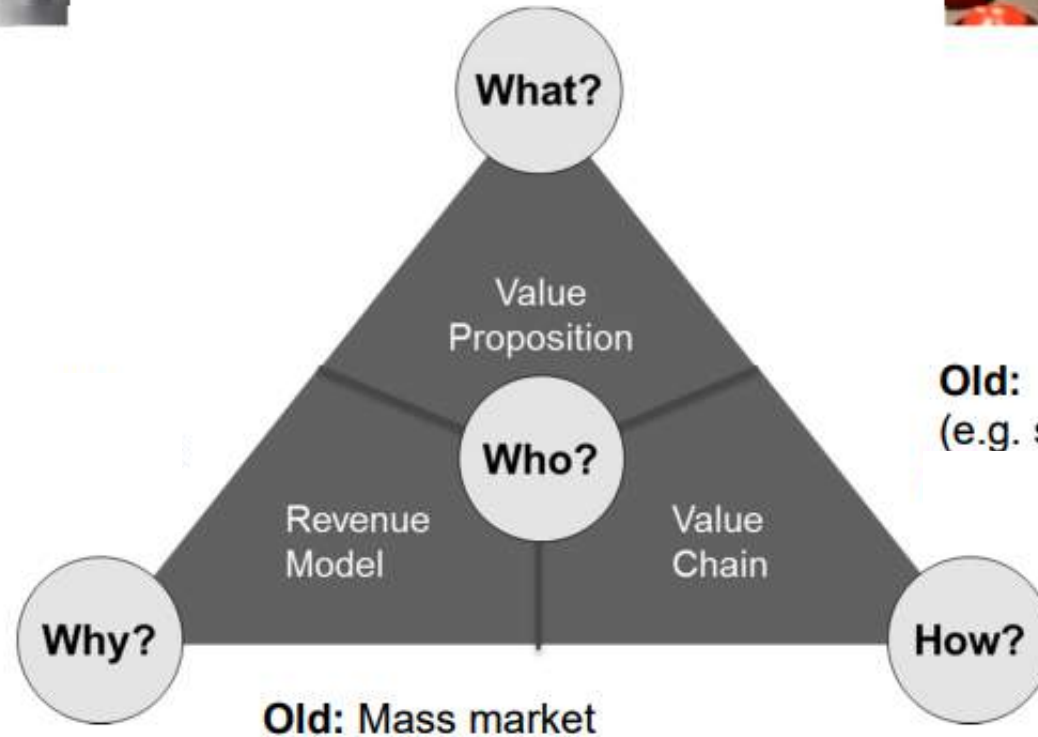 What?
Value
Proposition
Old:
(e.g.
Who?
Revenue
Model
Value
Chain
Why?
How?
Old: Mass market